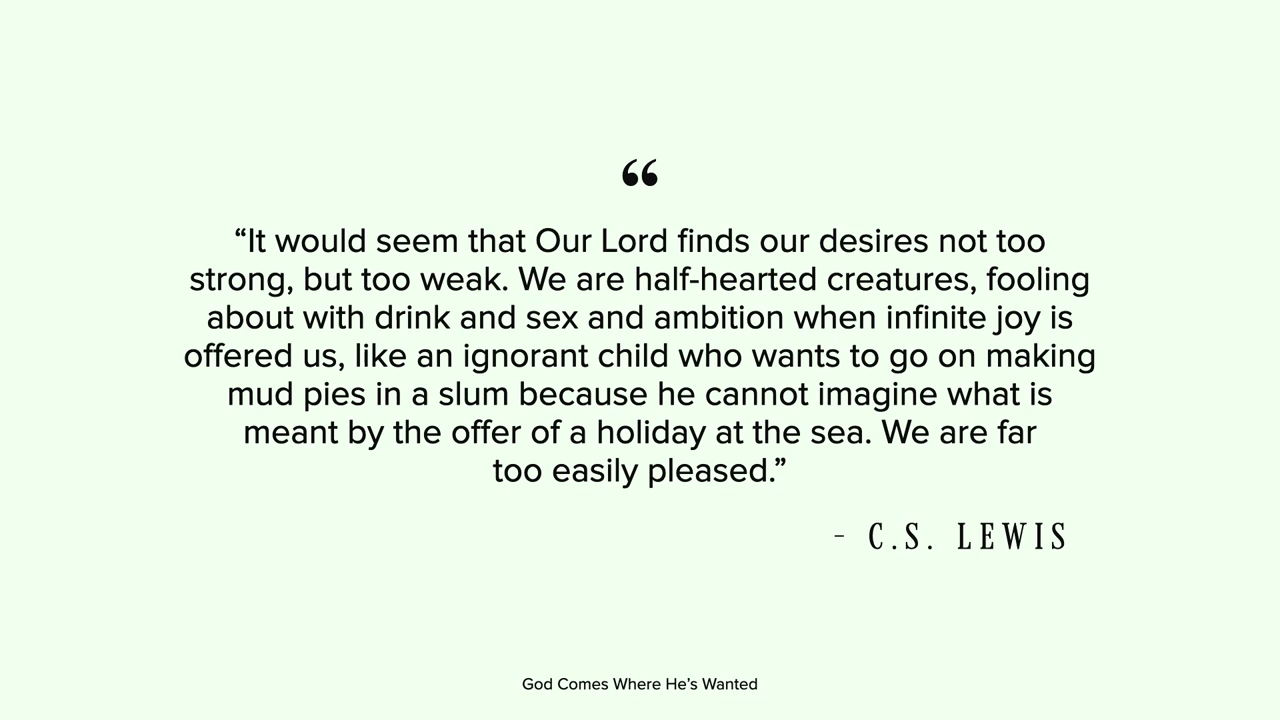 “
“It would seem that Our Lord finds our desires not too
strong, but too weak. We are half-hearted creatures, fooling
about with drink and sex and ambition when infinite joy is
offered us, like an ignorant child who wants to go on making
mud pies in a slum because he cannot imagine what is
meant by the offer of a holiday at the sea. We are far
too easily pleased.”
- C.S. LEWIS
God Comes Where He’s Wanted